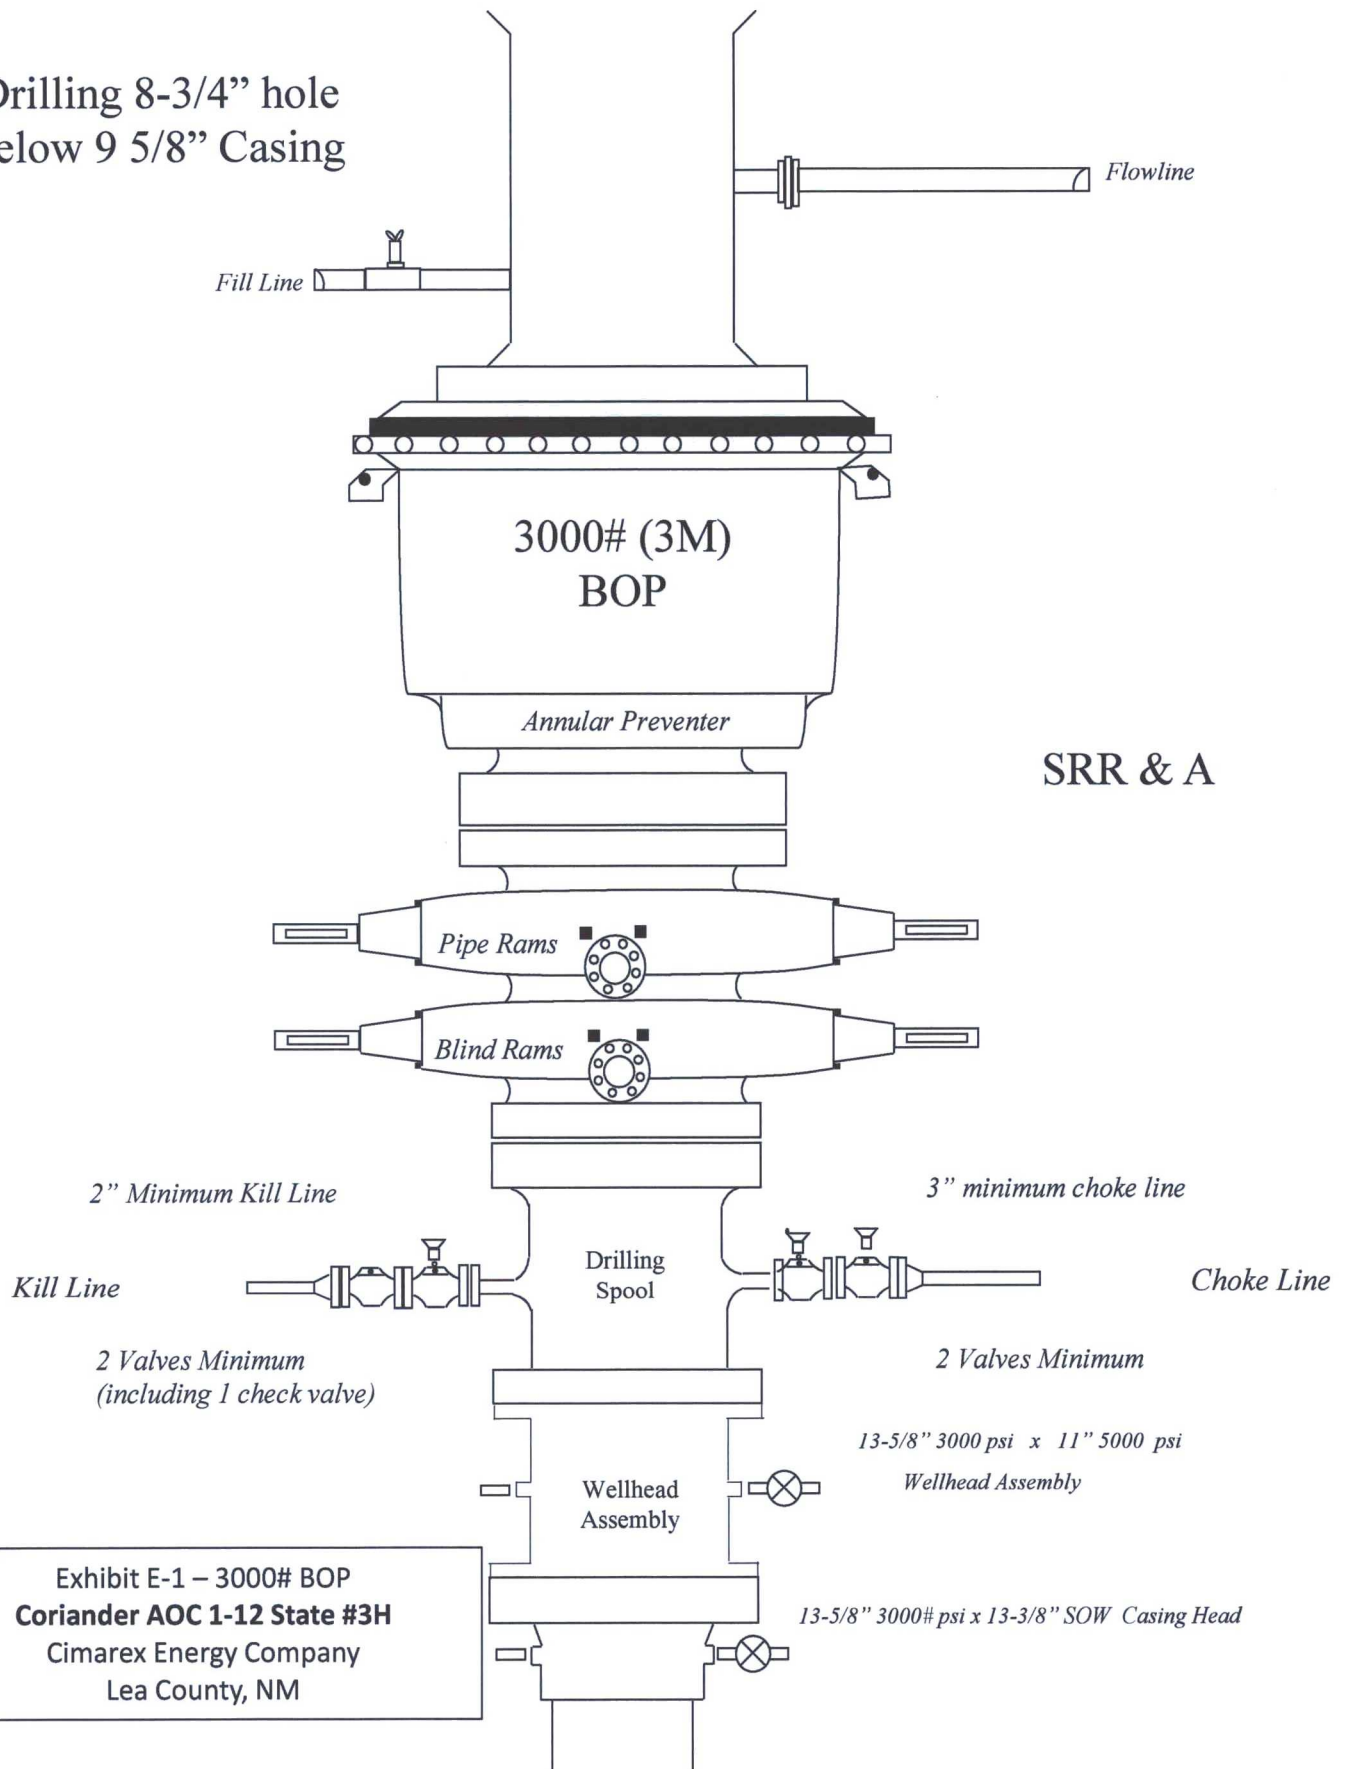 Drilling 8-3/4” hole
elow 9 5/8” Casing
Flowline
Fill Line
3000# (3M)
BOP
Annular Preventer
SRR & A
Pipe Rams
Blind Rams
2” Minimum Kill Line
3” minimum choke line
Drilling
Spool
Kill Line
Choke Line
2 Valves Minimum
(including 1 check valve)
2 Valves Minimum
13-5/8” 3000 psi x 11” 5000 psi
Wellhead Assembly
Wellhead
Assembly
Exhibit E-1 – 3000# BOP
Coriander AOC 1-12 State #3H
Cimarex Energy Company
Lea County, NM
13-5/8” 3000# psi x 13-3/8” SOW Casing Head